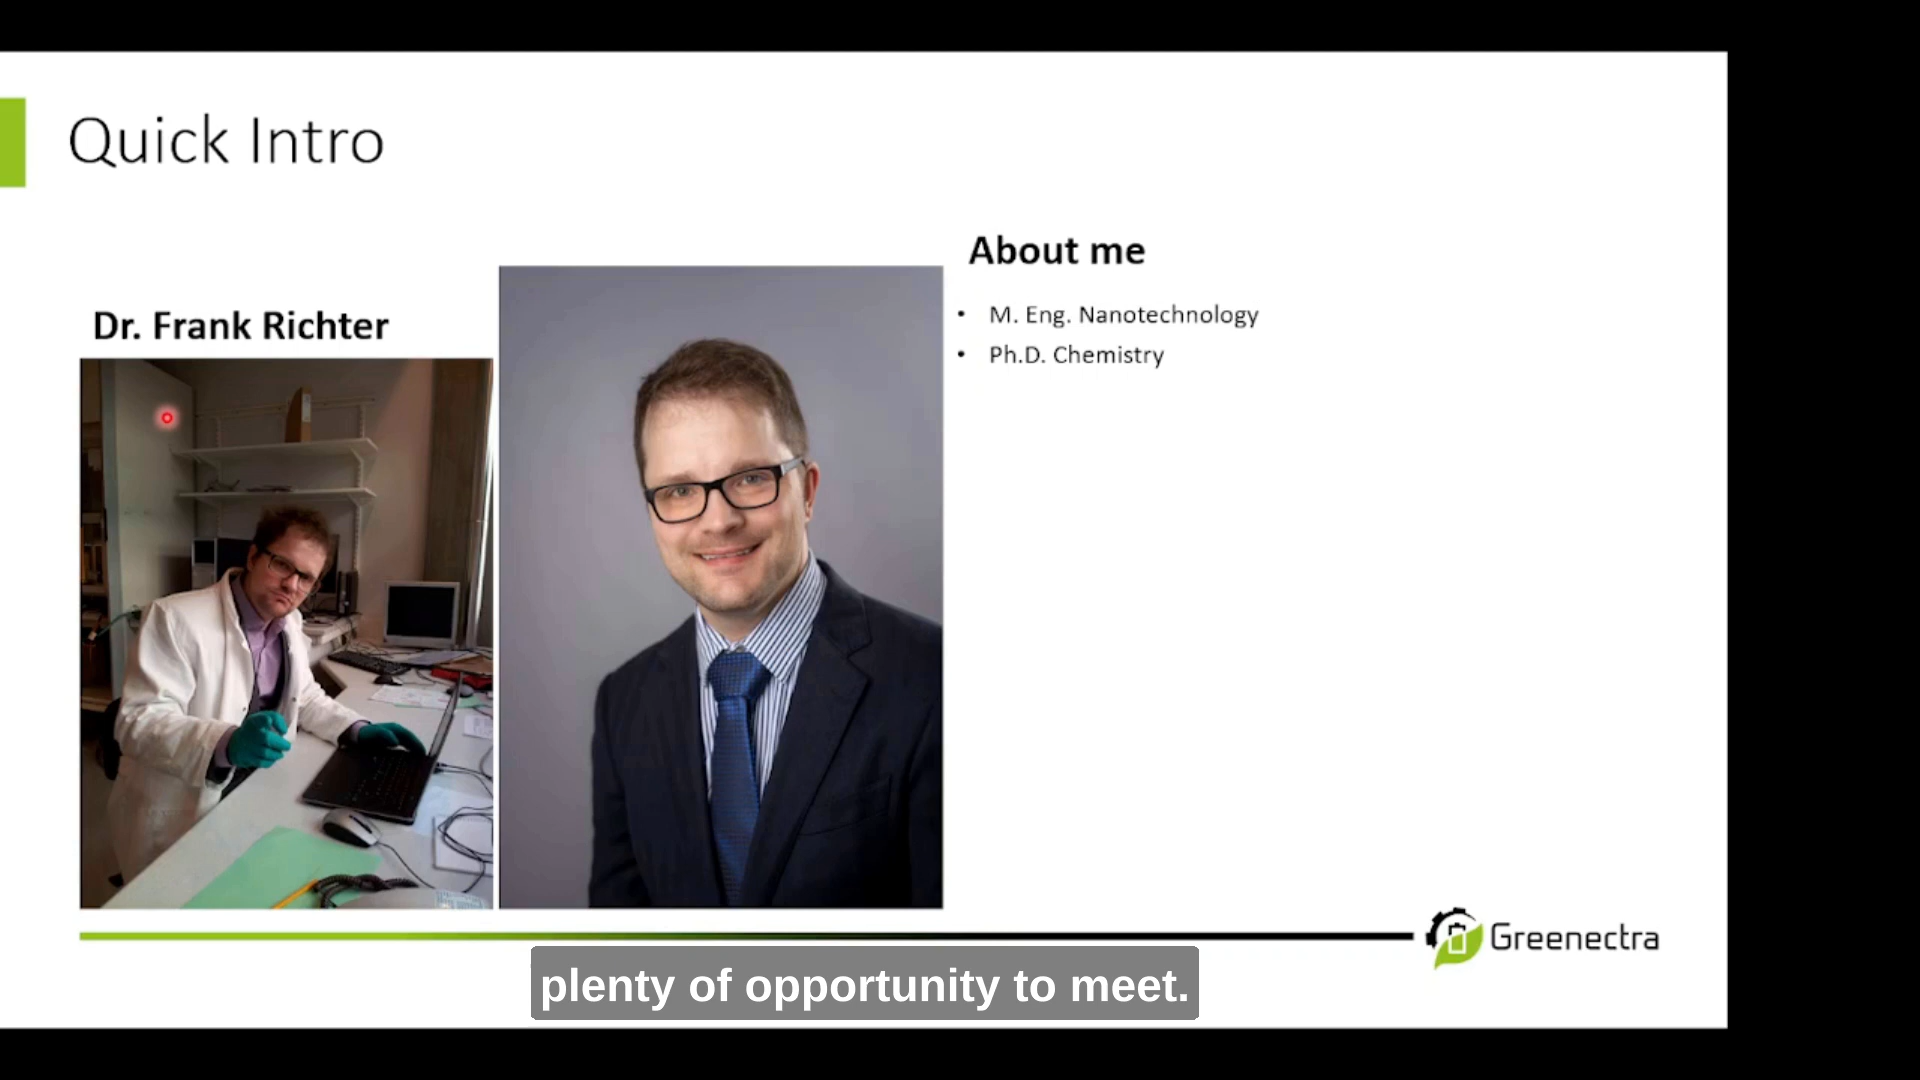 Quick Intro
Dr. Frank Richter
About me
• M. Eng. Nanotechnology
• Ph.D. Chemistry
Greenectra
plenty of opportunity to meet.